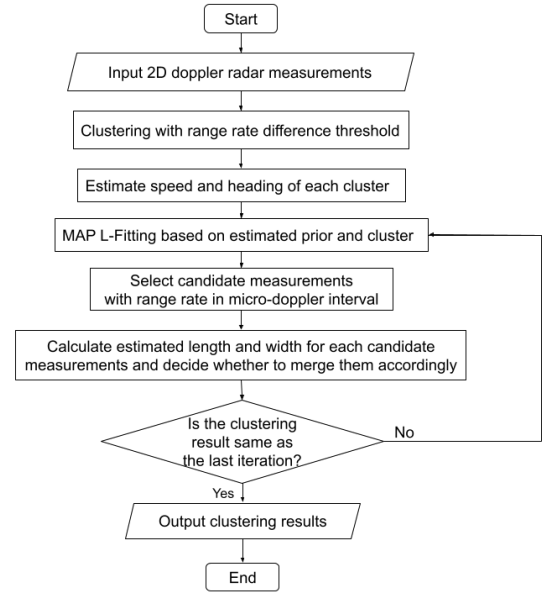 Start
Input 2D doppler radar measurements
Clustering with range rate difference threshold
Estimate speed and heading of each cluster
MAP L-Fitting based on estimated prior and cluster
Select candidate measurements
with range rate in micro-doppler interval
Calculate estimated length and width for each candidate
measurements and decide whether to merge them accordingly
Is the clustering
result same as
the last iteration?
No
Yes
Output clustering results
End